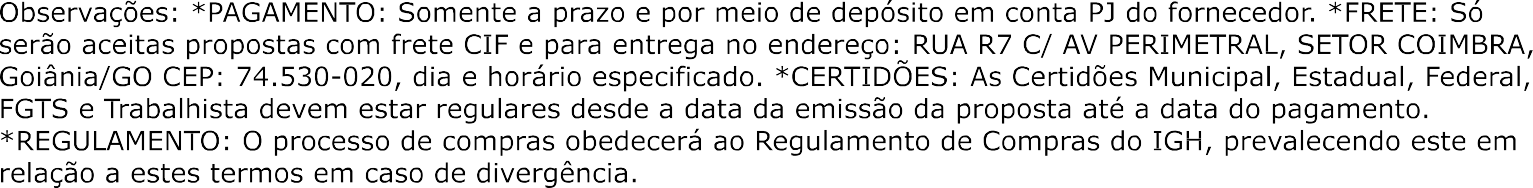 Observações: *PAGAMENTO: Somente a prazo e por meio de depósito em conta PJ do fornecedor. *FRETE: Só
serão aceitas propostas com frete CIF e para entrega no endereço: RUA R7 C/ AV PERIMETRAL, SETOR COIMBRA,
Goiânia/GO CEP: 74.530-020, dia e horário especificado. *CERTIDÕES: As Certidões Municipal, Estadual, Federal,
FGTS e Trabalhista devem estar regulares desde a data da emissão da proposta até a data do pagamento.
*REGULAMENTO: O processo de compras obedecerá ao Regulamento de Compras do IGH, prevalecendo este em
relação a estes termos em caso de divergência.